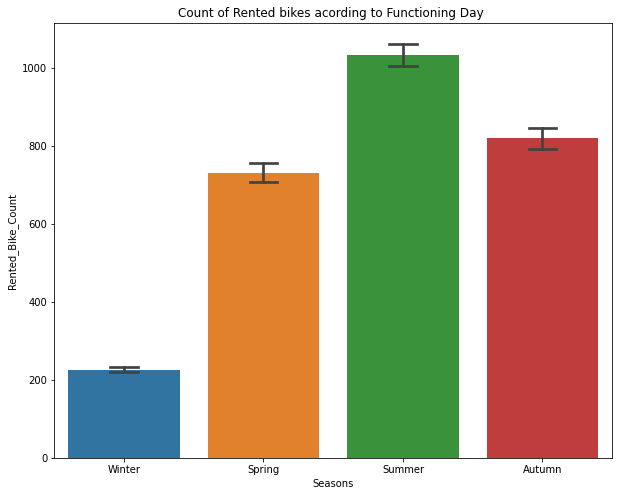 Count of Rented bikes acording to Functioning Day
Rented_Bike_Count
1000
800
600
400
200
0
Winter Spring Summer Autumn
Seasons